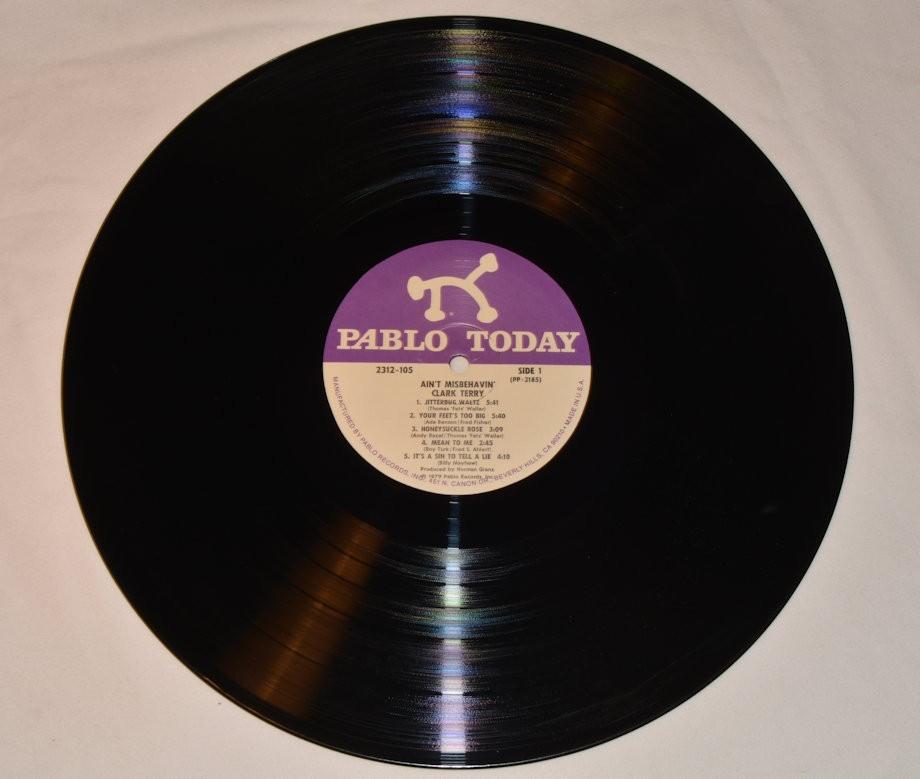 PABLO TODAY
2312-105
SIDE 1
(PP-2185)
AIN'T MISBEHAVIN'
CLARK TERRY
1. JITTERBUG WALTZ 5:41
(Thomas 'Fats' Waller)
2. YOUR FEET'S TOO BIG 5:40
(Ada Benson/Fred Fisher)
3. HONEYSUCKLE ROSE 3:09
(Andy Razaf/Thomas 'Fats' Waller)
4. MEAN TO ME 2:45
(Roy Turk/Fred E. Ahlert)
5. IT'S A SIN TO TELL A LIE 4:10
(Billy Mayhew)
Produced by Norman Granz
℗ 1979 Pablo Records, Inc.
MANUFACTURED BY PABLO RECORDS, INC., 451 N. CANON DR., BEVERLY HILLS, CA 90210 • MADE IN U.S.A.